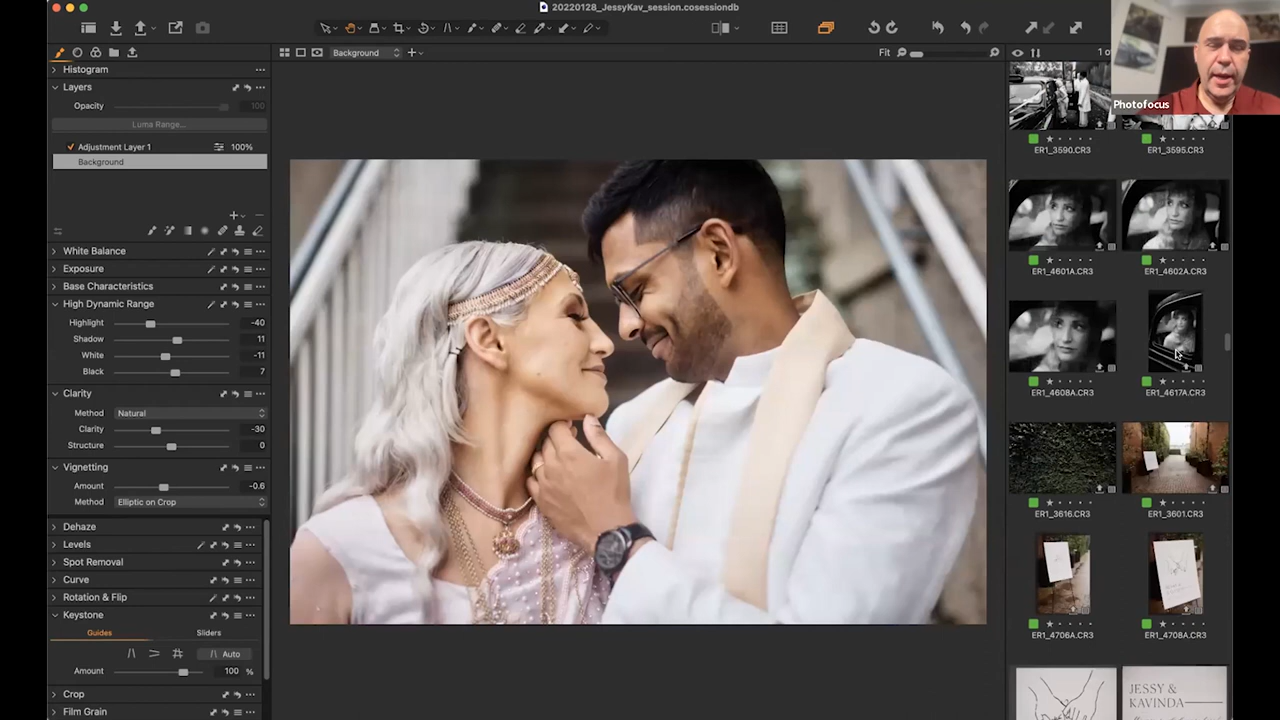 20220128_JessyKav_session.cosessiondb
Background
Fit
1 o
Photofocus
Histogram
Layers
Opacity 100
Luma Range...
Adjustment Layer 1 100%
Background
White Balance
Exposure
Base Characteristics
High Dynamic Range
Highlight -40
Shadow 11
White -11
Black 7
Clarity
Method Natural
Clarity -30
Structure 0
Vignetting
Amount -0.6
Method Elliptic on Crop
Dehaze
Levels
Spot Removal
Curve
Rotation & Flip
Keystone
Guides Sliders
Auto
Amount 100 %
Crop
Film Grain
ER1_3590.CR3 ER1_3595.CR3
ER1_4601A.CR3 ER1_4602A.CR3
ER1_4608A.CR3 ER1_4617A.CR3
ER1_3616.CR3 ER1_3601.CR3
ER1_4706A.CR3 ER1_4708A.CR3
JESSY &
KAVINDA